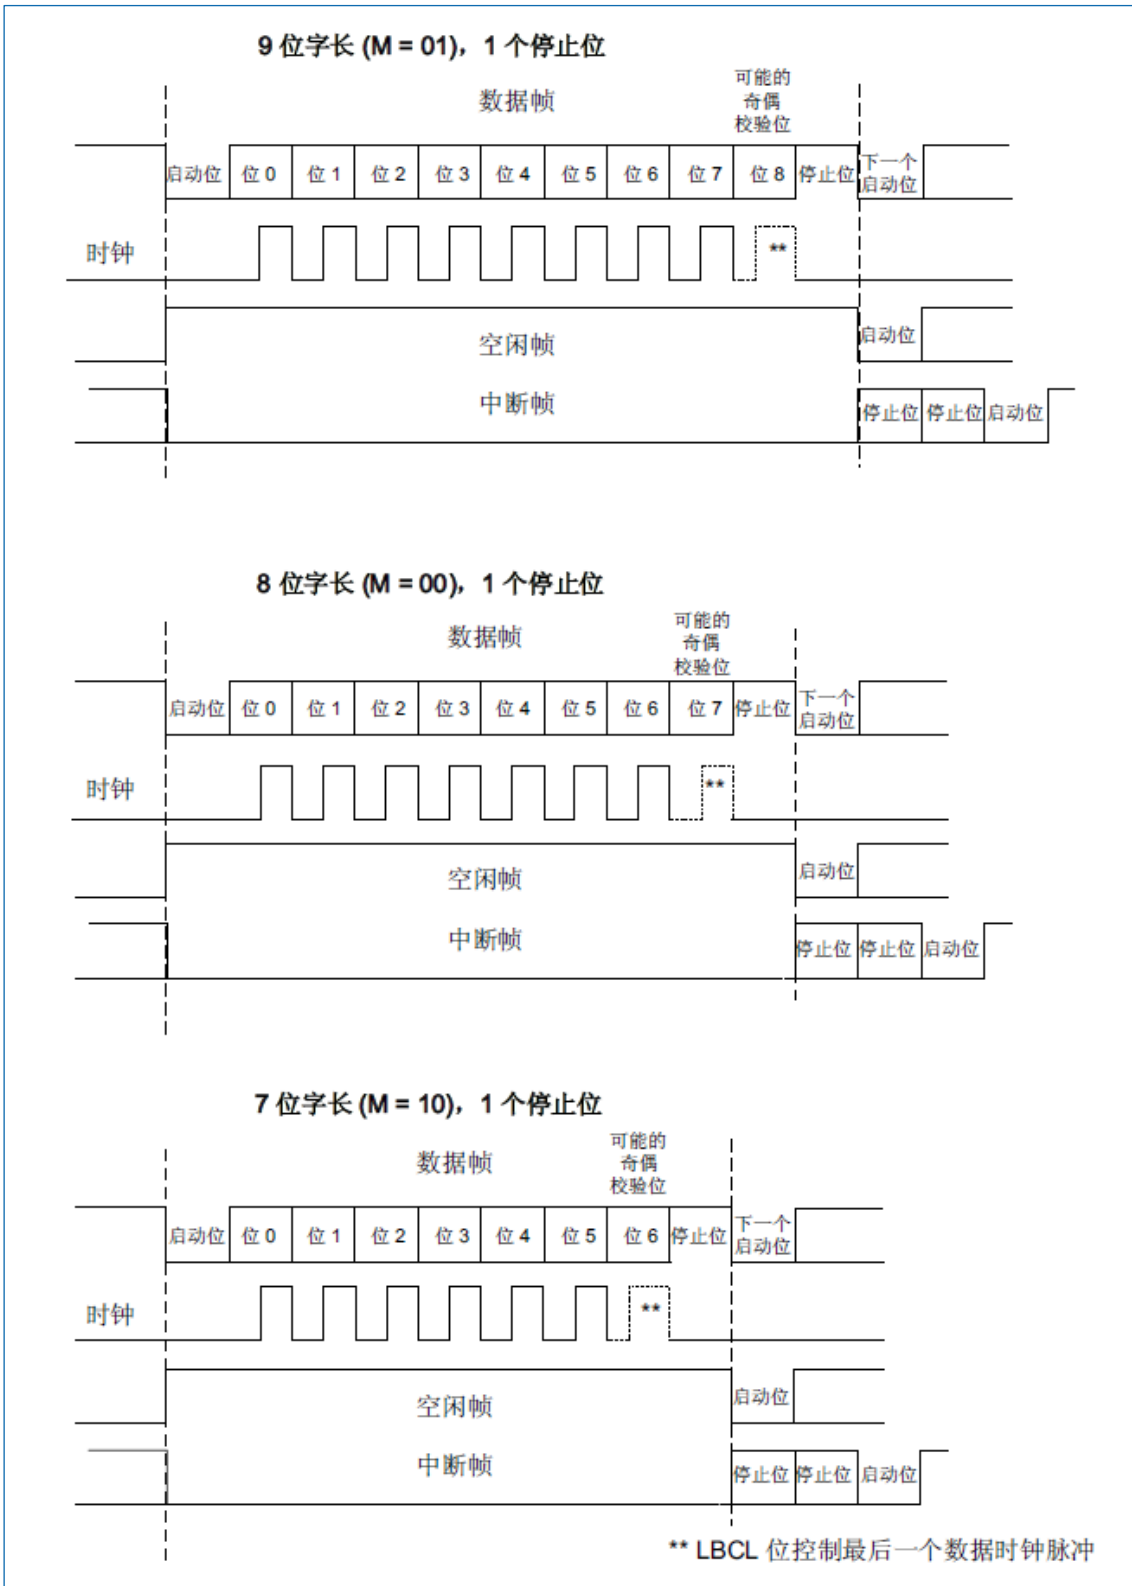 9 位字长 (M = 01)，1 个停止位
数据帧
可能的
奇偶
校验位
启动位 位 0 位 1 位 2 位 3 位 4 位 5 位 6 位 7 位 8 停止位 下一个
启动位
时钟 **
空闲帧 启动位
中断帧 停止位 停止位 启动位
8 位字长 (M = 00)，1 个停止位
数据帧
可能的
奇偶
校验位
启动位 位 0 位 1 位 2 位 3 位 4 位 5 位 6 位 7 停止位 下一个
启动位
时钟 **
空闲帧 启动位
中断帧 停止位 停止位 启动位
7 位字长 (M = 10)，1 个停止位
数据帧
可能的
奇偶
校验位
启动位 位 0 位 1 位 2 位 3 位 4 位 5 位 6 停止位 下一个
启动位
时钟 **
空闲帧 启动位
中断帧 停止位 停止位 启动位
** LBCL 位控制最后一个数据时钟脉冲